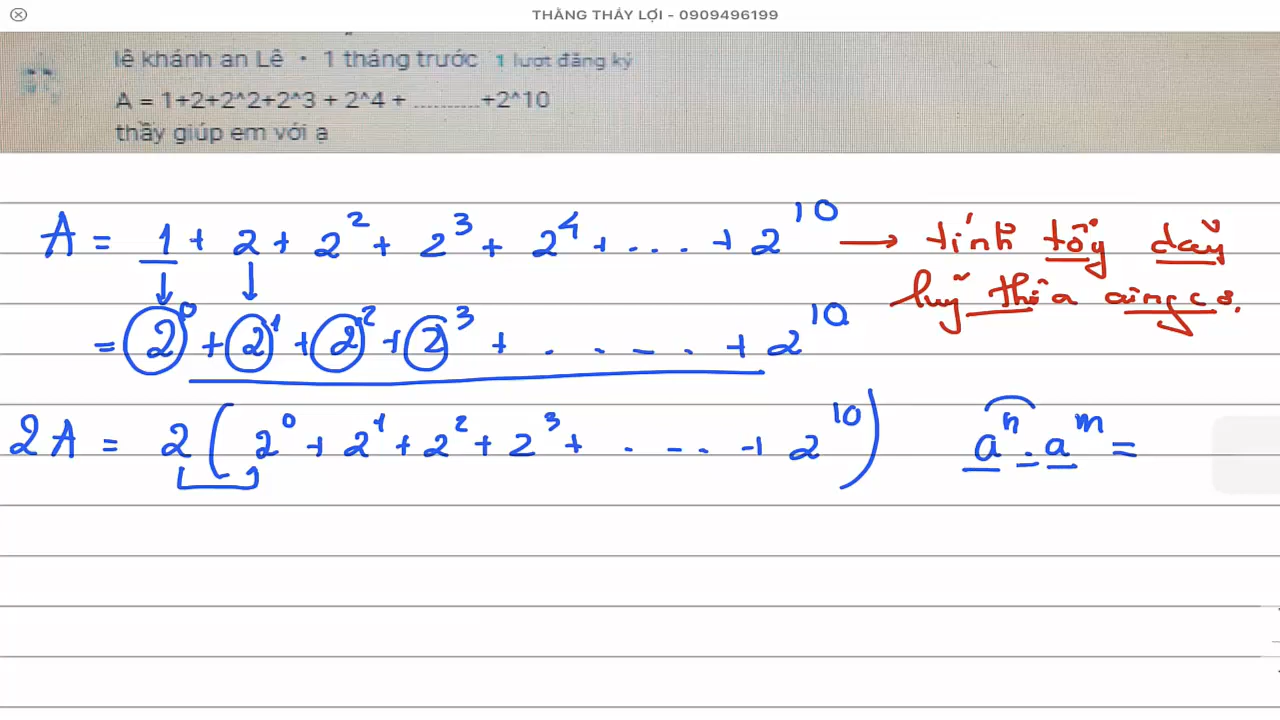 THẮNG THẦY LỢI - 0909496199
lê khánh an Lê • 1 tháng trước 1 lượt đăng ký
A = 1+2+2^2+2^3 + 2^4 + ...........+2^10
thầy giúp em với ạ
A = 1 + 2 + 2² + 2³ + 2⁴ + ... + 2¹⁰ → tính tổng dãy
luỹ thừa cùng cơ.
= 2⁰ + 2¹ + 2² + 2³ + . . . . + 2¹⁰
2A = 2 ( 2⁰ + 2¹ + 2² + 2³ + . . . . + 2¹⁰ ) aⁿ . aᵐ =